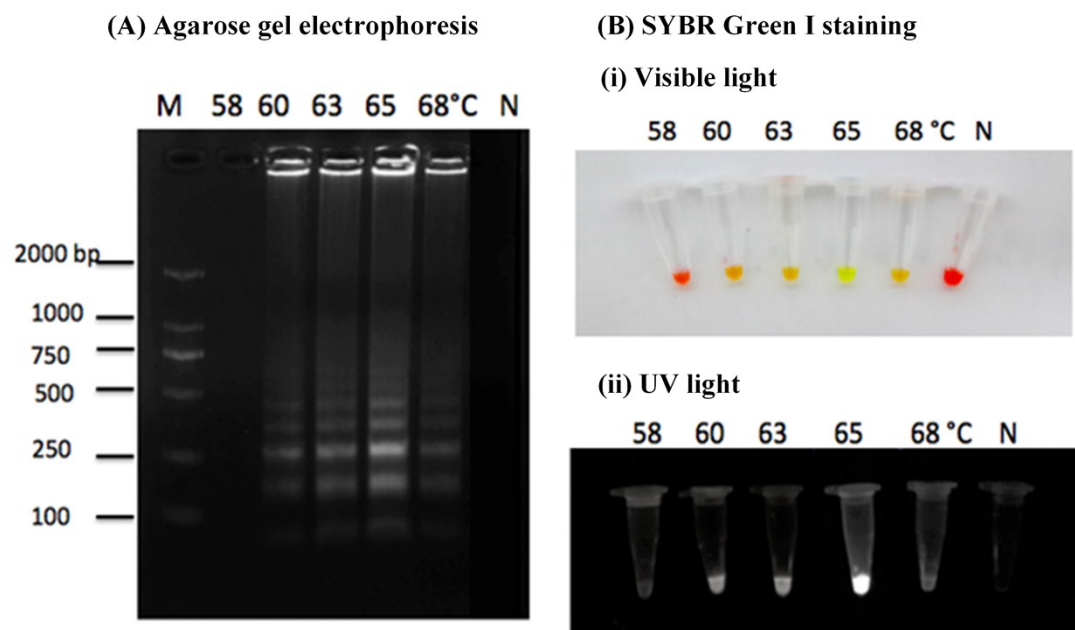 (A) Agarose gel electrophoresis
M 58 60 63 65 68°C N
2000 bp
1000
750
500
250
100
(B) SYBR Green I staining
(i) Visible light
58 60 63 65 68 °C N
(ii) UV light
58 60 63 65 68 °C N